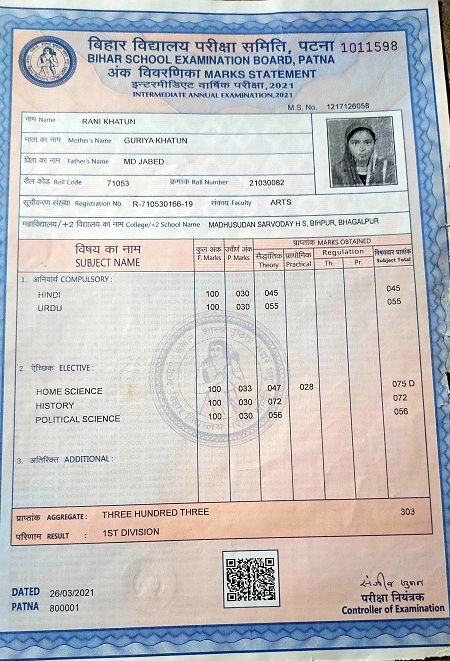 बिहार विद्यालय परीक्षा समिति, पटना 1011598
BIHAR SCHOOL EXAMINATION BOARD, PATNA
अंक विवरणिका MARKS STATEMENT
इन्टरमीडिएट वार्षिक परीक्षा, 2021
INTERMEDIATE ANNUAL EXAMINATION, 2021
M.S. No. 1217126058
नाम Name RANI KHATUN
माता का नाम Mother's Name GURIYA KHATUN
पिता का नाम Father's Name MD JABED
रौल कोड Roll Code 71053 क्रमांक Roll Number 21030082
सूचीकरण संख्या Registration No. R-710530166-19 संकाय Faculty ARTS
महाविद्यालय/+2 विद्यालय का नाम College/+2 School Name MADHUSUDAN SARVODAY H S, BIHPUR, BHAGALPUR
विषय का नाम SUBJECT NAME
कुल अंक F. Marks
उत्तीर्ण अंक P. Marks
प्राप्तांक MARKS OBTAINED
सैद्धांतिक Theory
प्रायोगिक Practical
Regulation
Th. Pr.
विषयवार प्राप्तांक Subject Total
1. अनिवार्य COMPULSORY:
HINDI 100 030 045 045
URDU 100 030 055 055
2. ऐच्छिक ELECTIVE:
HOME SCIENCE 100 033 047 028 075 D
HISTORY 100 030 072 072
POLITICAL SCIENCE 100 030 056 056
3. अतिरिक्त ADDITIONAL:
प्राप्तांक AGGREGATE : THREE HUNDRED THREE 303
परिणाम RESULT : 1ST DIVISION
DATED 26/03/2021
PATNA 800001
परीक्षा नियंत्रक
Controller of Examination